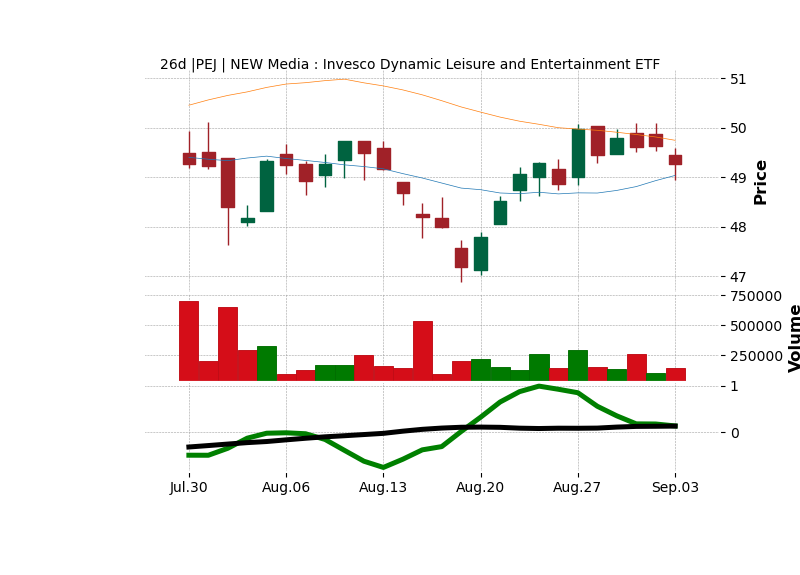 26d |PEJ | NEW Media : Invesco Dynamic Leisure and Entertainment ETF
51
50
49
48
47
Price
750000
500000
250000
Volume
1
0
Jul.30 Aug.06 Aug.13 Aug.20 Aug.27 Sep.03